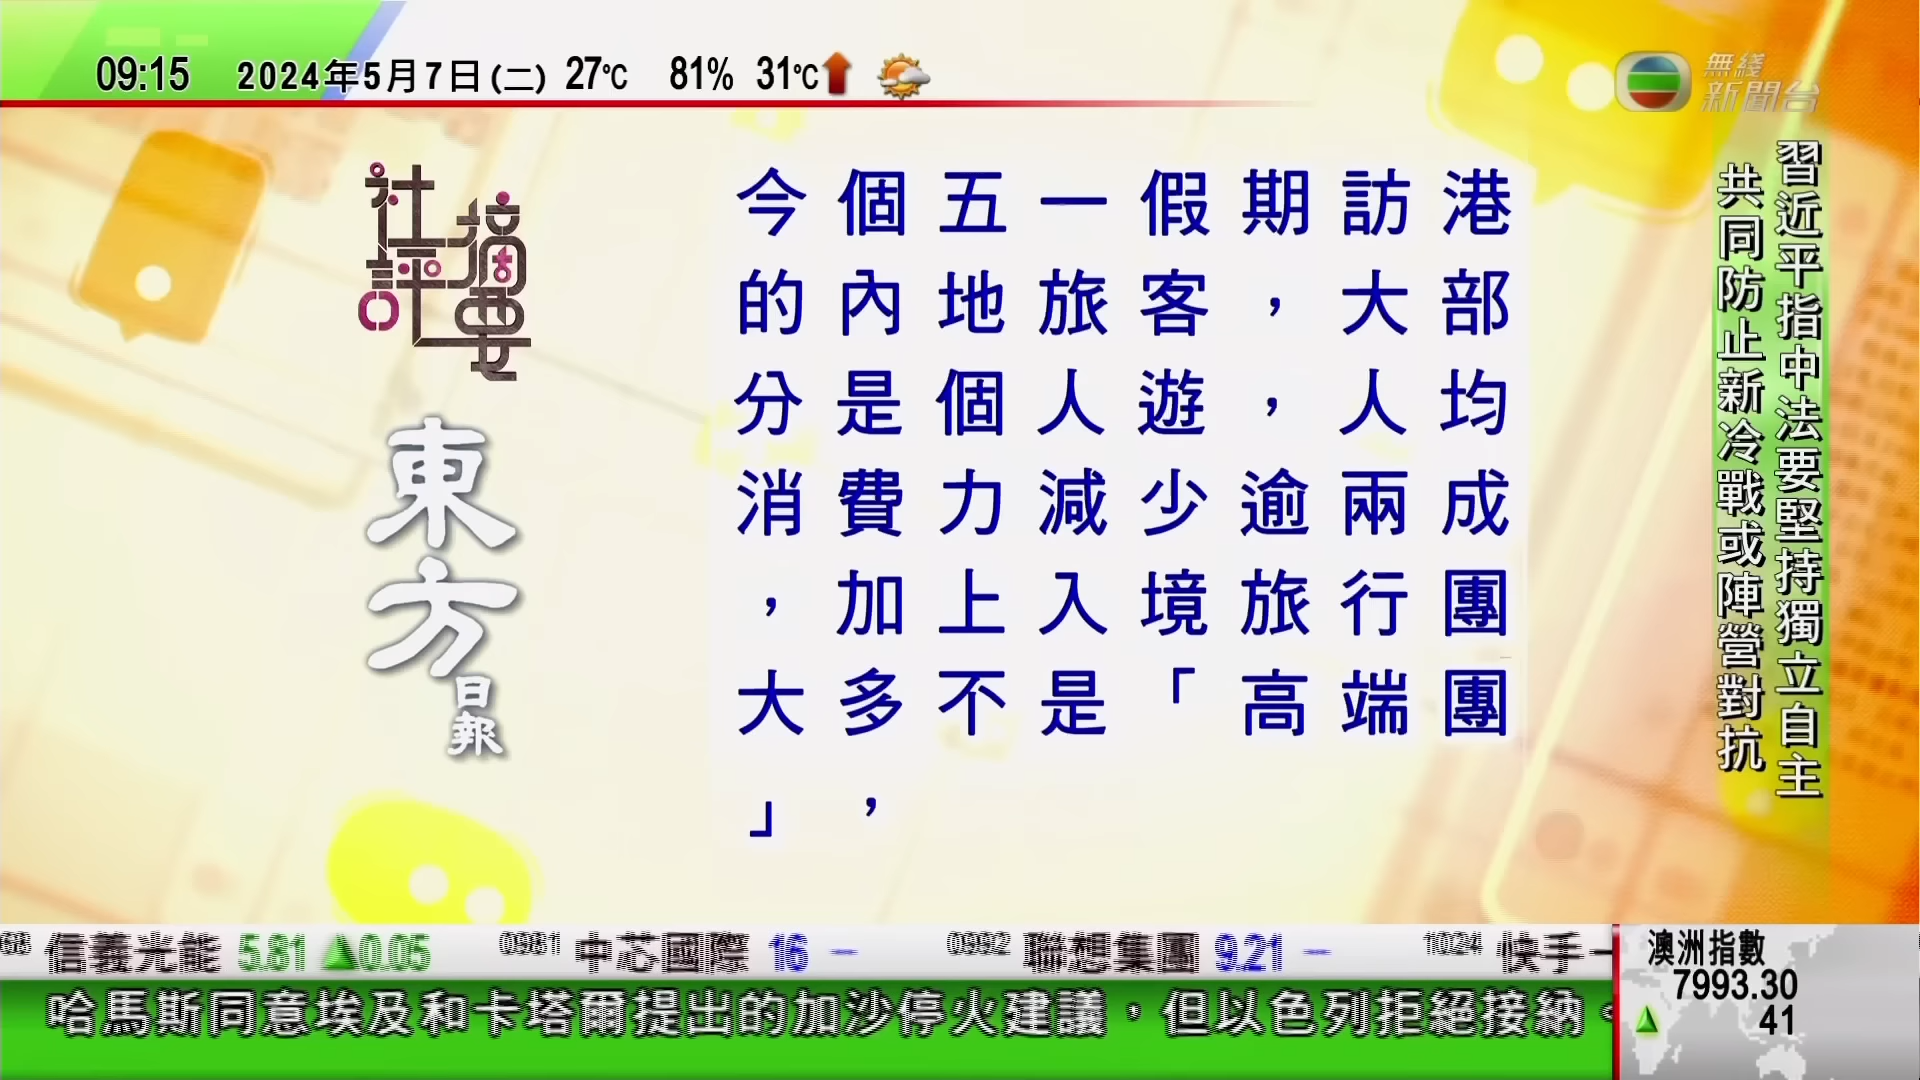 09:15 2024年5月7日(二) 27℃ 81% 31℃
無綫
新聞台
社評摘要
東方日報
今個五一假期訪港
的內地旅客，大部
分是個人遊，人均
消費力減少逾兩成
，加上入境旅行團
大多不是「高端團
」，
習近平指中法要堅持獨立自主
共同防止新冷戰或陣營對抗
68 信義光能 5.81 ▲0.05 0981 中芯國際 16 － 0992 聯想集團 9.21 － 1024 快手－
澳洲指數
7993.30
▲ 41
哈馬斯同意埃及和卡塔爾提出的加沙停火建議，但以色列拒絕接納。